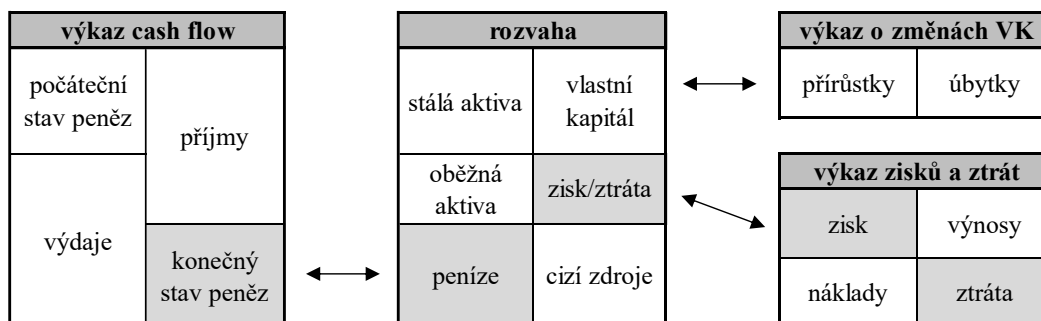 výkaz cash flow
počáteční
stav peněz
příjmy
výdaje
konečný
stav peněz
rozvaha
stálá aktiva
vlastní
kapitál
oběžná
aktiva
zisk/ztráta
peníze
cizí zdroje
výkaz o změnách VK
přírůstky
úbytky
výkaz zisků a ztrát
zisk
výnosy
náklady
ztráta